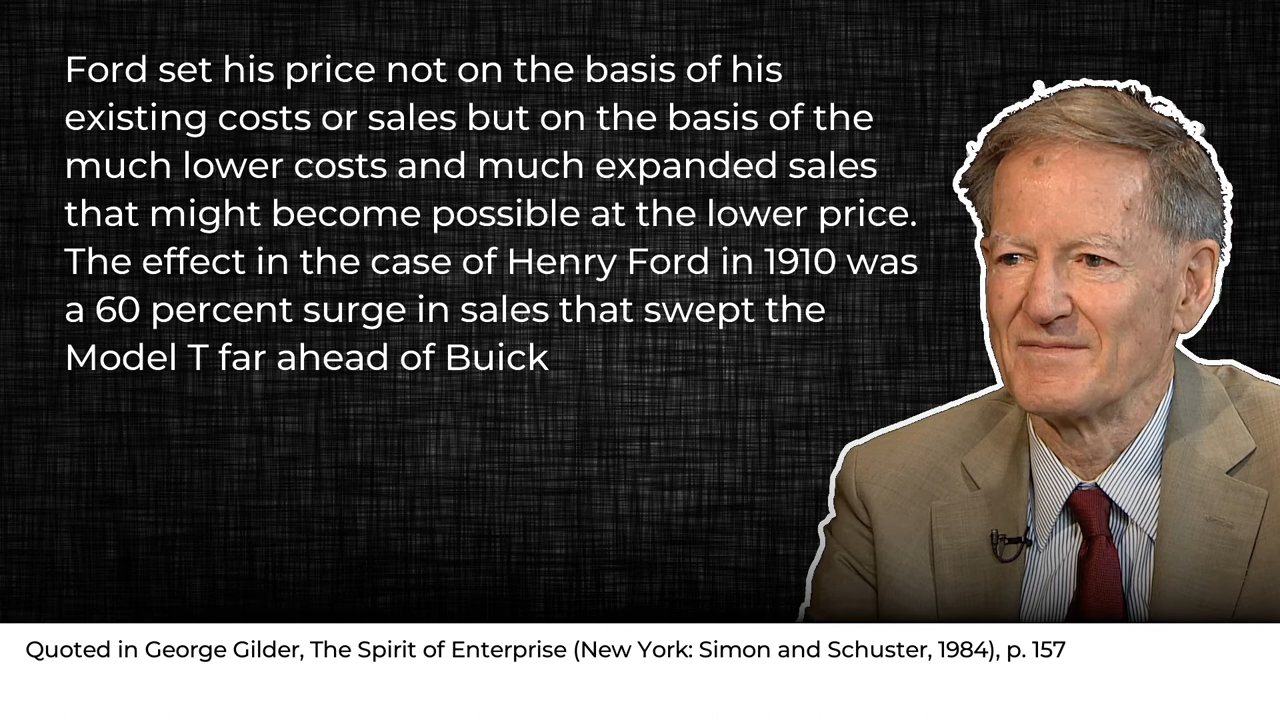 Ford set his price not on the basis of his
existing costs or sales but on the basis of the
much lower costs and much expanded sales
that might become possible at the lower price.
The effect in the case of Henry Ford in 1910 was
a 60 percent surge in sales that swept the
Model T far ahead of Buick
Quoted in George Gilder, The Spirit of Enterprise (New York: Simon and Schuster, 1984), p. 157